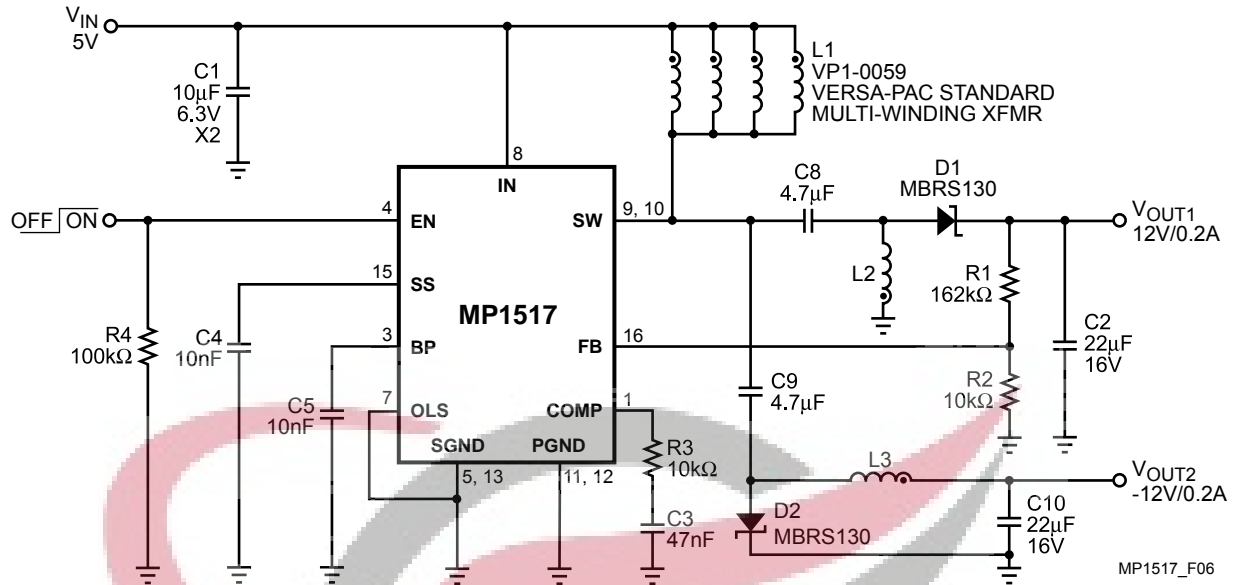 VIN
5V
C1
10μF
6.3V
X2
L1
VP1-0059
VERSA-PAC STANDARD
MULTI-WINDING XFMR
8
IN
OFF ON
4
EN
SW
9, 10
C8
4.7μF
D1
MBRS130
VOUT1
12V/0.2A
L2
R1
162kΩ
15
SS
MP1517
R4
100kΩ
C4
10nF
3
BP
FB
16
C2
22μF
16V
R2
10kΩ
C9
4.7μF
C5
10nF
7
OLS
COMP
1
SGND
PGND
5, 13
11, 12
R3
10kΩ
L3
VOUT2
-12V/0.2A
C3
47nF
D2
MBRS130
C10
22μF
16V
MP1517_F06